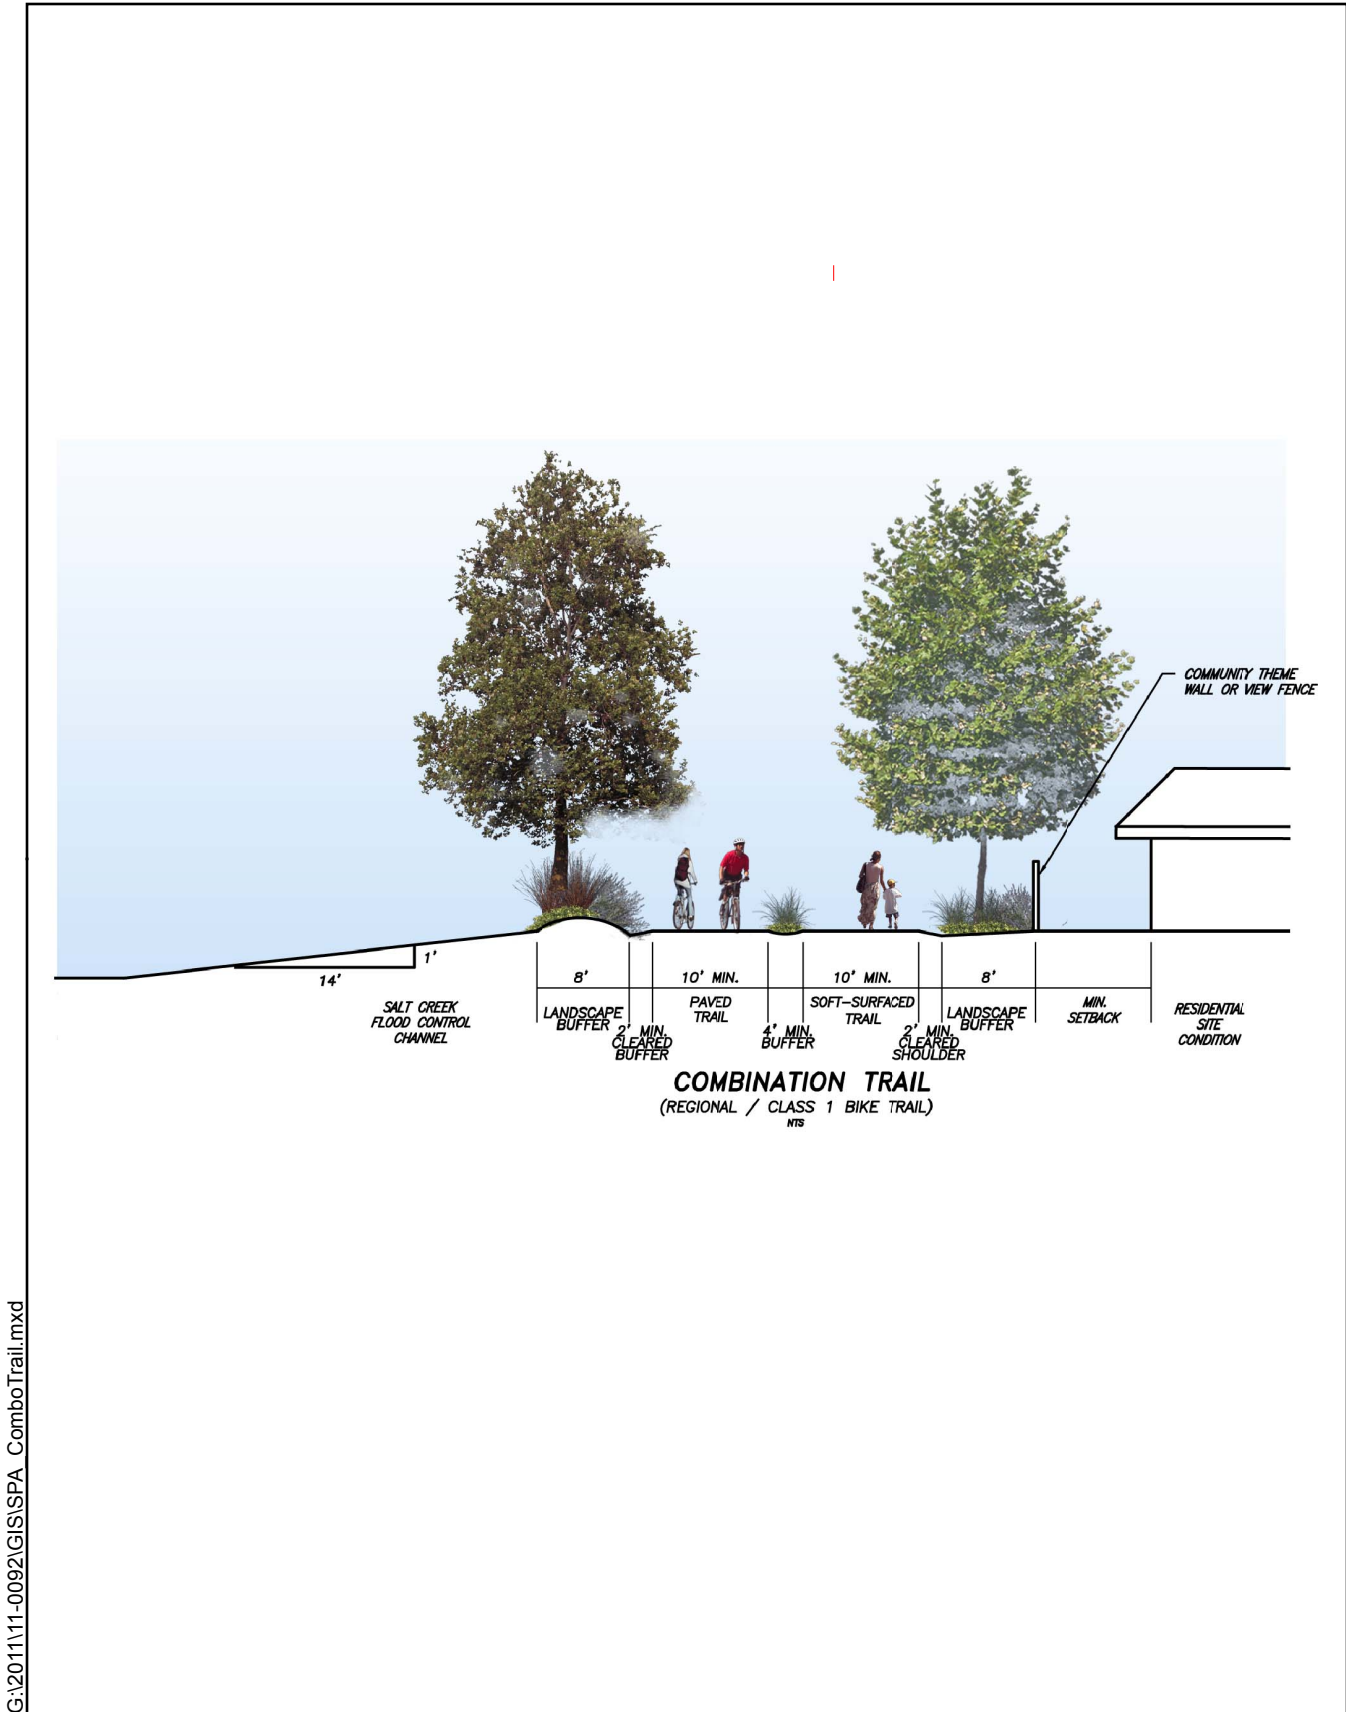 COMMUNITY THEME
WALL OR VIEW FENCE
1'
14'
8'
10' MIN.
10' MIN.
8'
SALT CREEK
FLOOD CONTROL
CHANNEL
LANDSCAPE
BUFFER
2' MIN.
CLEARED
BUFFER
PAVED
TRAIL
4' MIN.
BUFFER
SOFT-SURFACED
TRAIL
2' MIN.
CLEARED
SHOULDER
LANDSCAPE
BUFFER
MIN.
SETBACK
RESIDENTIAL
SITE
CONDITION
COMBINATION TRAIL
(REGIONAL / CLASS 1 BIKE TRAIL)
NTS
G:\2011\11-0092\GIS\SPA_ComboTrail.mxd